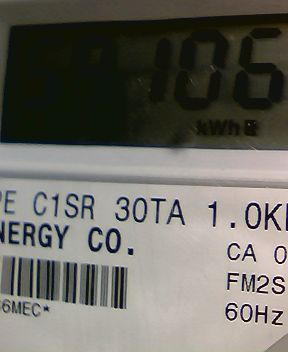 106
kWh
PE C1SR 30TA 1.0K
NERGY CO.
CA 0
FM2S
6MEC*
60Hz